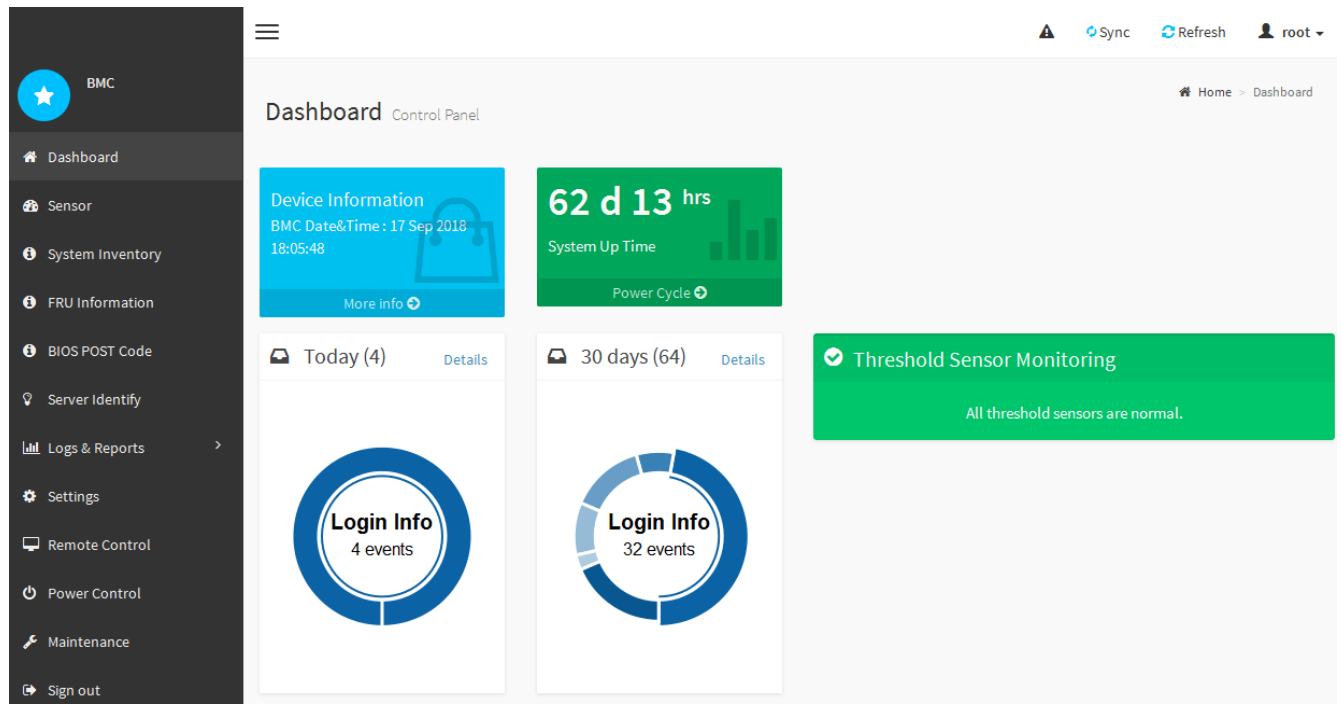 Sync Refresh root
BMC
Home > Dashboard
Dashboard Control Panel
Dashboard
Sensor
System Inventory
FRU Information
BIOS POST Code
Server Identify
Logs & Reports >
Settings
Remote Control
Power Control
Maintenance
Sign out
Device Information
BMC Date&Time : 17 Sep 2018
18:05:48
More info
62 d 13 hrs
System Up Time
Power Cycle
Today (4) Details
Login Info
4 events
30 days (64) Details
Login Info
32 events
Threshold Sensor Monitoring
All threshold sensors are normal.